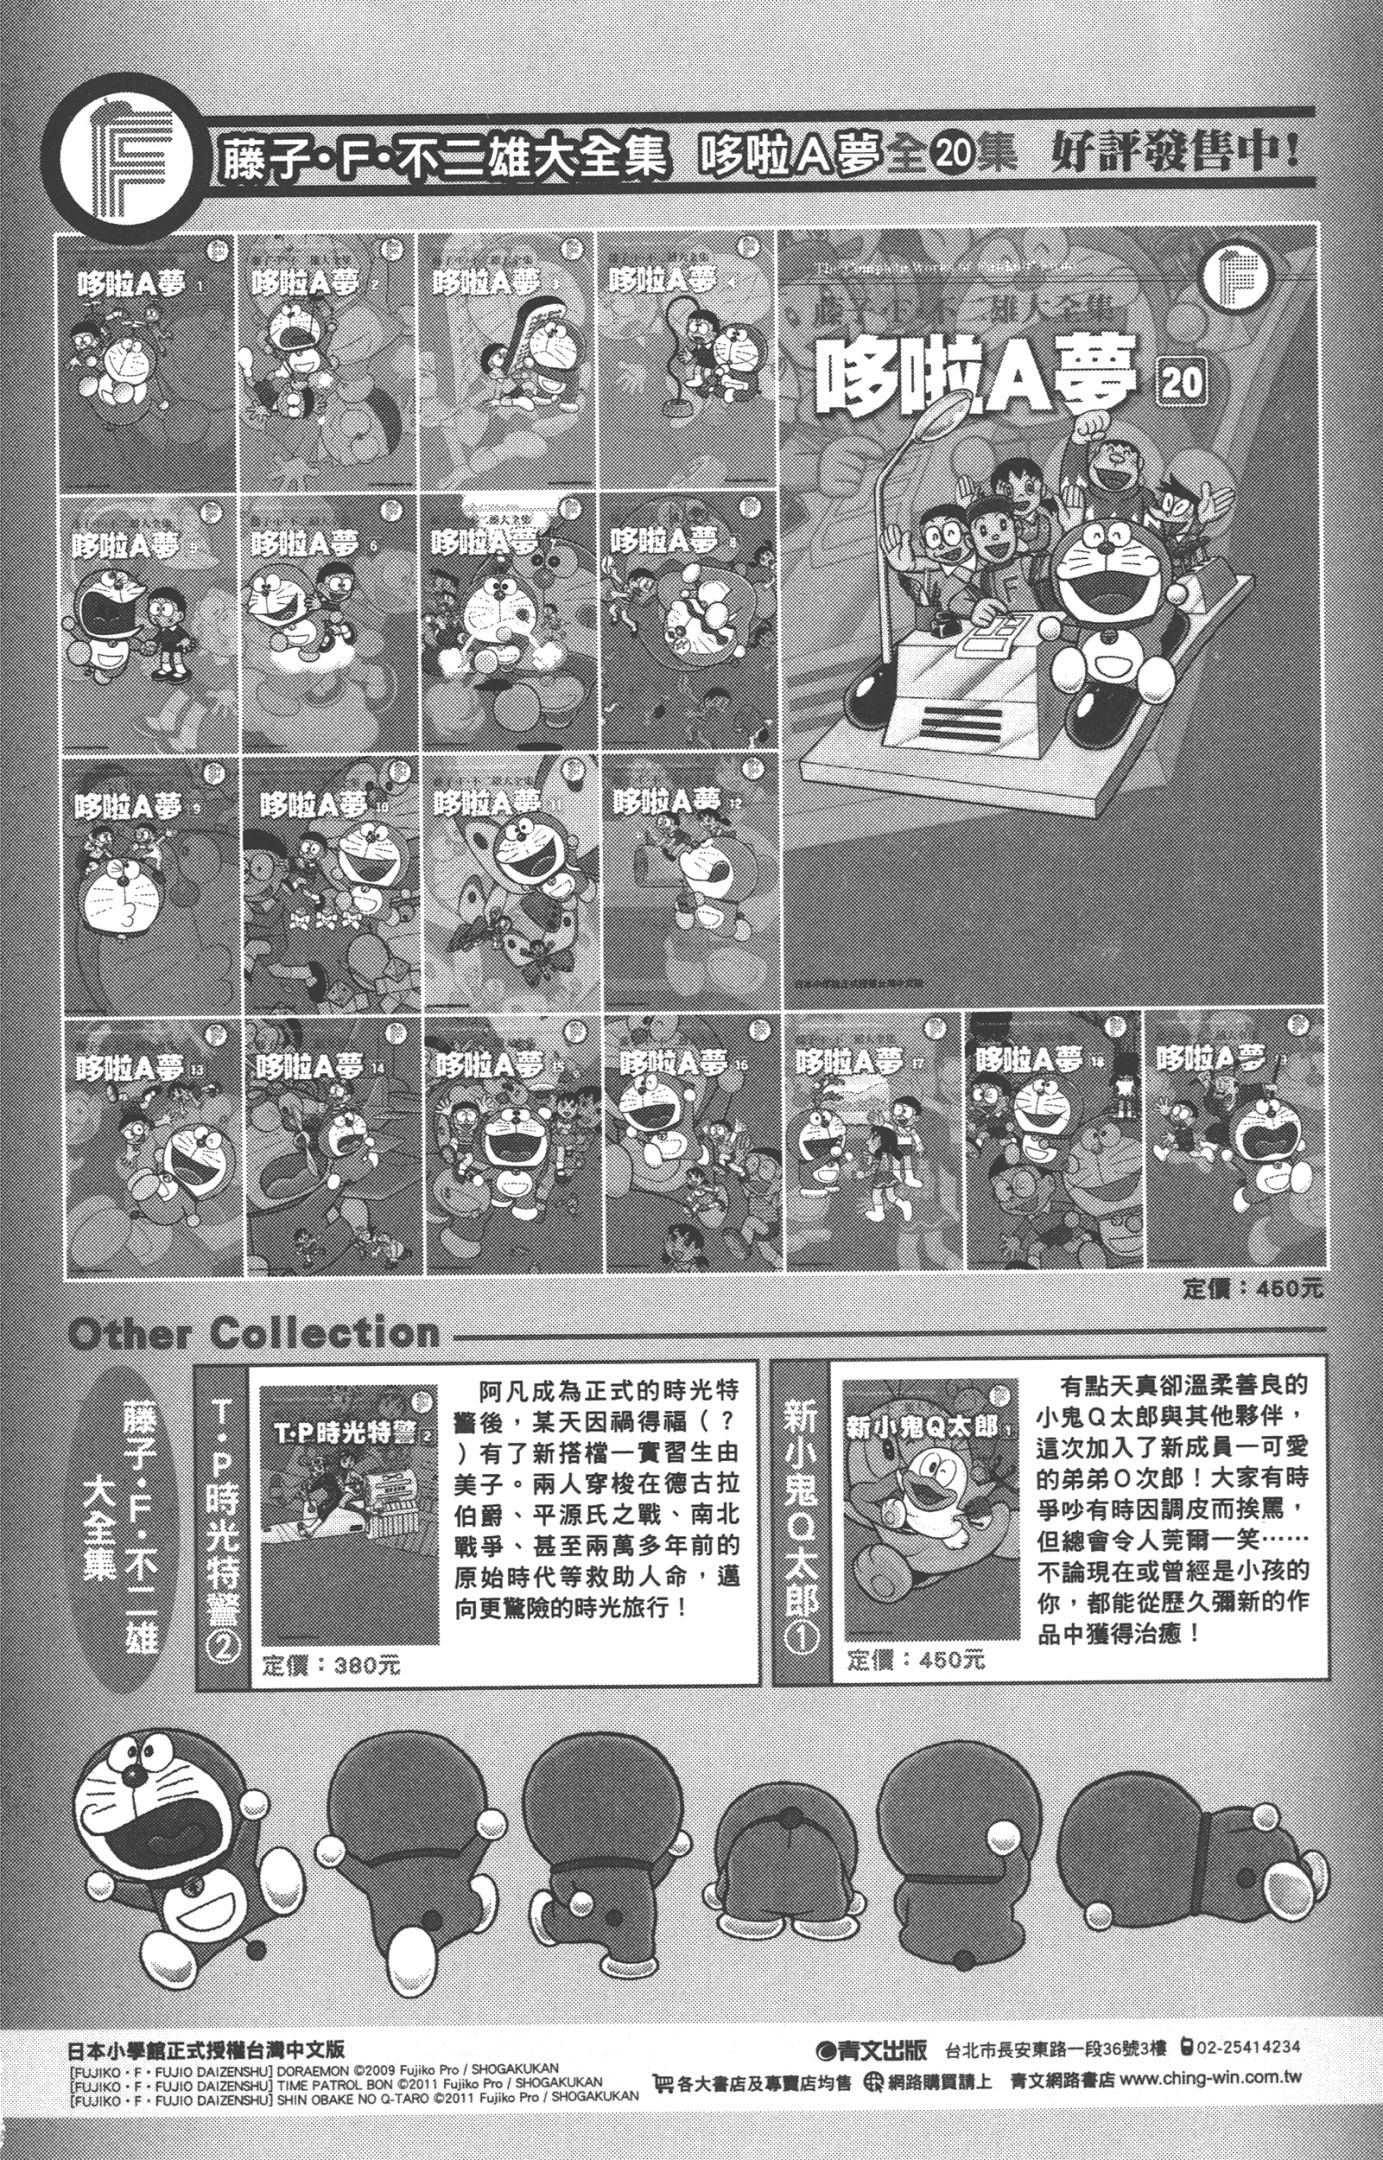 藤子・F・不二雄大全集 哆啦A夢全20集 好評發售中!
哆啦A夢 1
哆啦A夢 2
哆啦A夢 3
哆啦A夢 4
藤子・F・不二雄大全集
哆啦A夢 20
日本小學館正式授權台灣中文版
哆啦A夢 5
哆啦A夢 6
哆啦A夢 7
哆啦A夢 8
哆啦A夢 9
哆啦A夢 10
哆啦A夢 11
哆啦A夢 12
哆啦A夢 13
哆啦A夢 14
哆啦A夢 15
哆啦A夢 16
哆啦A夢 17
哆啦A夢 18
哆啦A夢
定價：450元
Other Collection
藤子・F・不二雄
大全集
T・P時光特警②
T・P時光特警 2
定價：380元
阿凡成為正式的時光特
警後，某天因禍得福（？
）有了新搭檔—實習生由
美子。兩人穿梭在德古拉
伯爵、平源氏之戰、南北
戰爭、甚至兩萬多年前的
原始時代等救助人命，邁
向更驚險的時光旅行！
新小鬼Q太郎①
新小鬼Q太郎 1
定價：450元
有點天真卻溫柔善良的
小鬼Q太郎與其他夥伴，
這次加入了新成員—可愛
的弟弟O次郎！大家有時
爭吵有時因調皮而挨罵，
但總會令人莞爾一笑……
不論現在或曾經是小孩的
你，都能從歷久彌新的作
品中獲得治癒！
日本小學館正式授權台灣中文版
[FUJIKO・F・FUJIO DAIZENSHU] DORAEMON ©2009 Fujiko Pro / SHOGAKUKAN
[FUJIKO・F・FUJIO DAIZENSHU] TIME PATROL BON ©2011 Fujiko Pro / SHOGAKUKAN
[FUJIKO・F・FUJIO DAIZENSHU] SHIN OBAKE NO Q-TARO ©2011 Fujiko Pro / SHOGAKUKAN
青文出版 台北市長安東路一段36號3樓 02-25414234
各大書店及專賣店均售 網路購買請上 青文網路書店 www.ching-win.com.tw